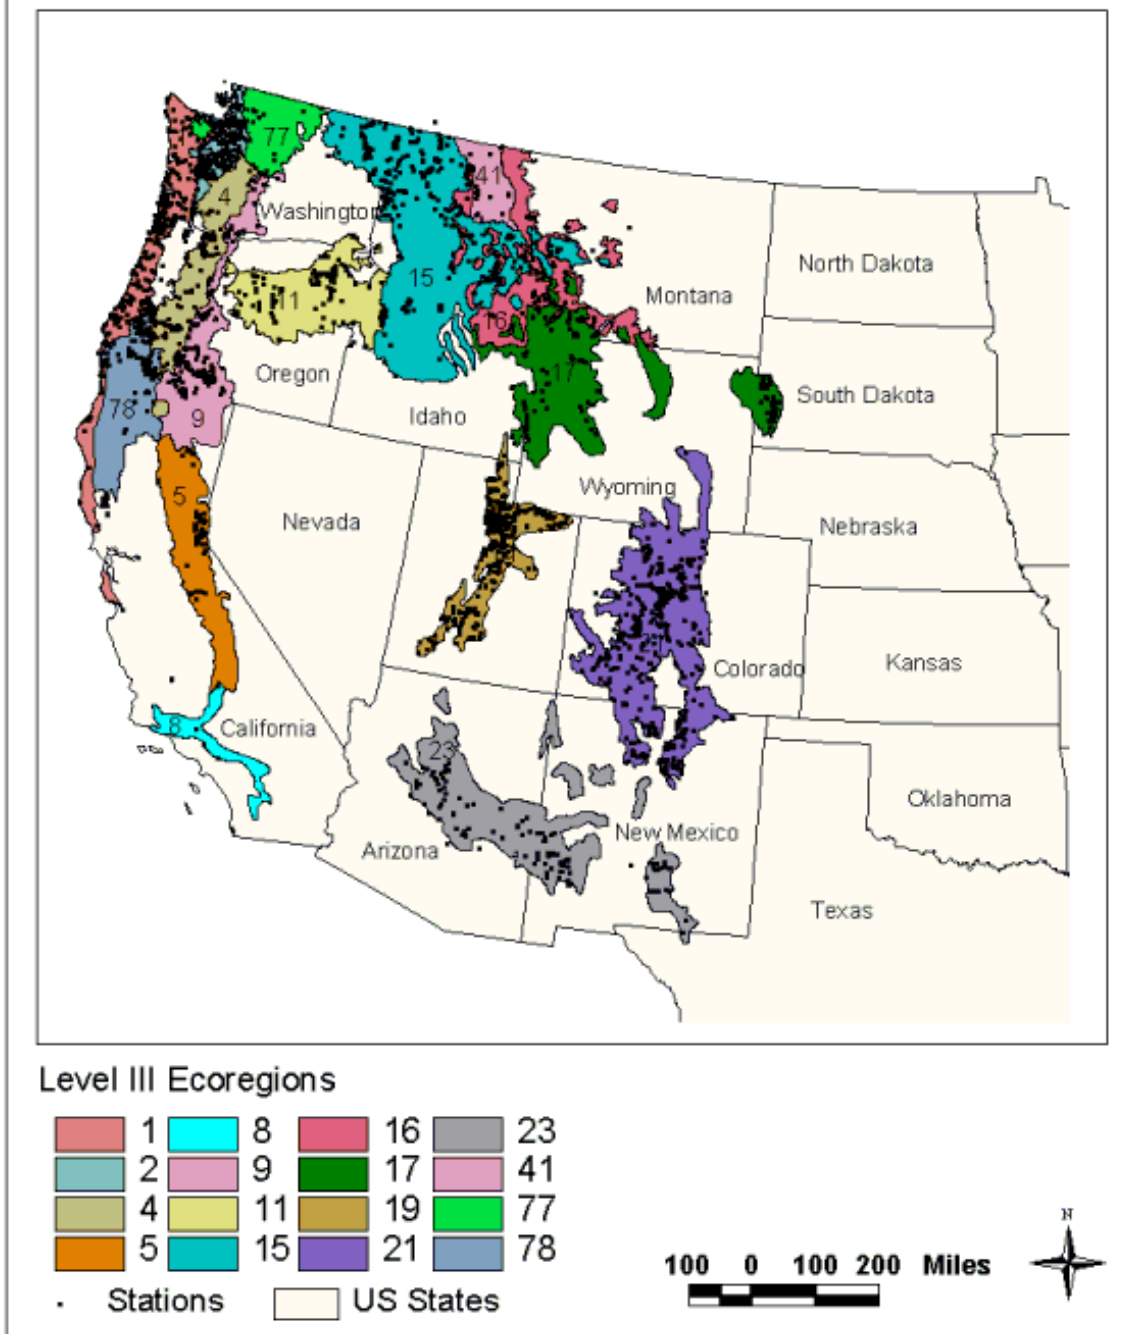 77
41
4
Washington
15
North Dakota
11
Montana
16
Oregon
17
South Dakota
Idaho
78
9
5
Wyoming
Nevada
Nebraska
Kansas
Colorado
8
California
23
Oklahoma
New Mexico
Arizona
Texas
Level III Ecoregions
1 8 16 23
2 9 17 41
4 11 19 77
5 15 21 78
Stations US States
N
100 0 100 200 Miles